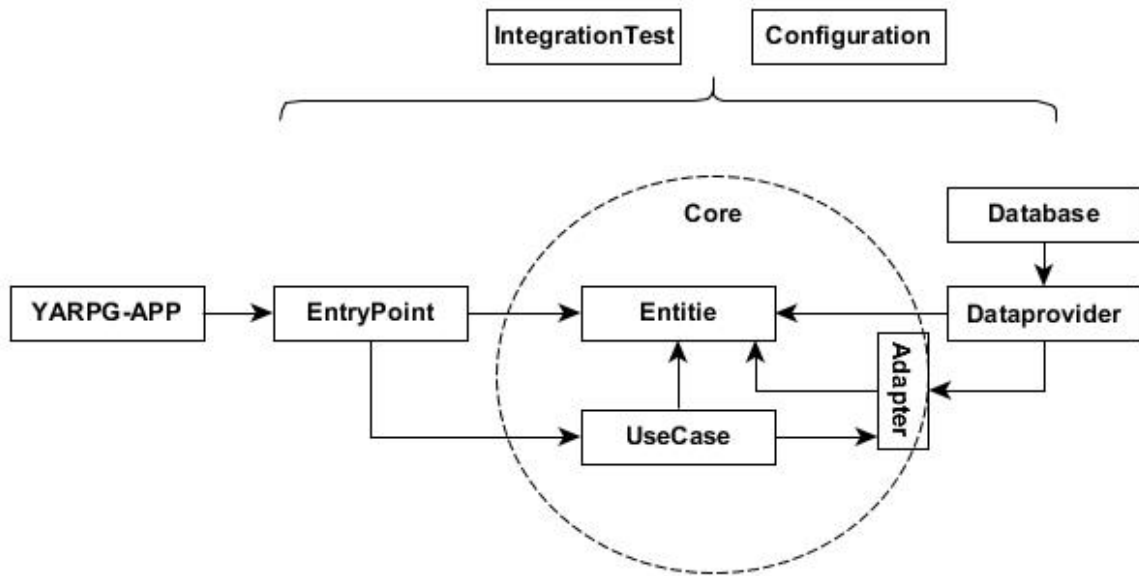 IntegrationTest
Configuration
Core
Database
YARPG-APP
EntryPoint
Entitie
Dataprovider
Adapter
UseCase